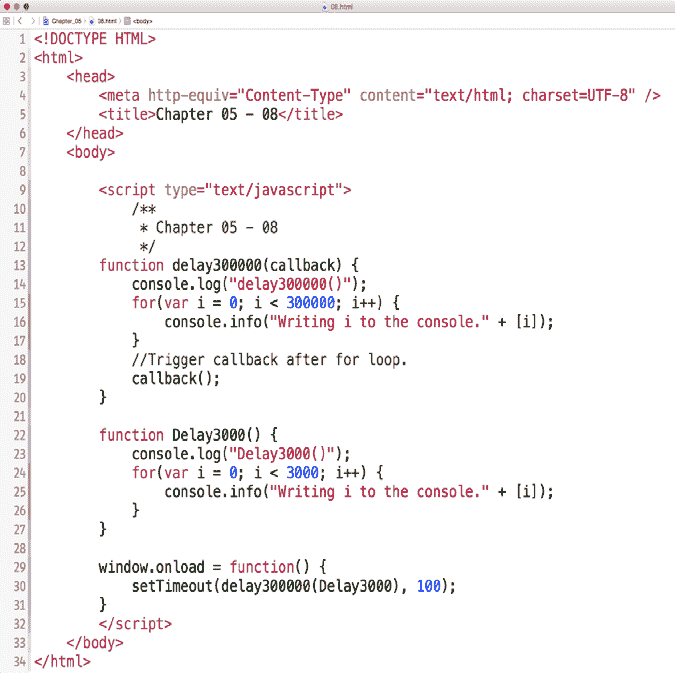 08.html
Chapter_05 〉 08.html 〉 <body>
1 <!DOCTYPE HTML>
2 <html>
3     <head>
4         <meta http-equiv="Content-Type" content="text/html; charset=UTF-8" />
5         <title>Chapter 05 - 08</title>
6     </head>
7     <body>
8
9         <script type="text/javascript">
10             /**
11              * Chapter 05 - 08
12              */
13         function delay300000(callback) {
14             console.log("delay300000()");
15             for(var i = 0; i < 300000; i++) {
16                 console.info("Writing i to the console." + [i]);
17             }
18             //Trigger callback after for loop.
19             callback();
20         }
21
22         function Delay3000() {
23             console.log("Delay3000()");
24             for(var i = 0; i < 3000; i++) {
25                 console.info("Writing i to the console." + [i]);
26             }
27         }
28
29         window.onload = function() {
30             setTimeout(delay300000(Delay3000), 100);
31         }
32         </script>
33     </body>
34 </html>